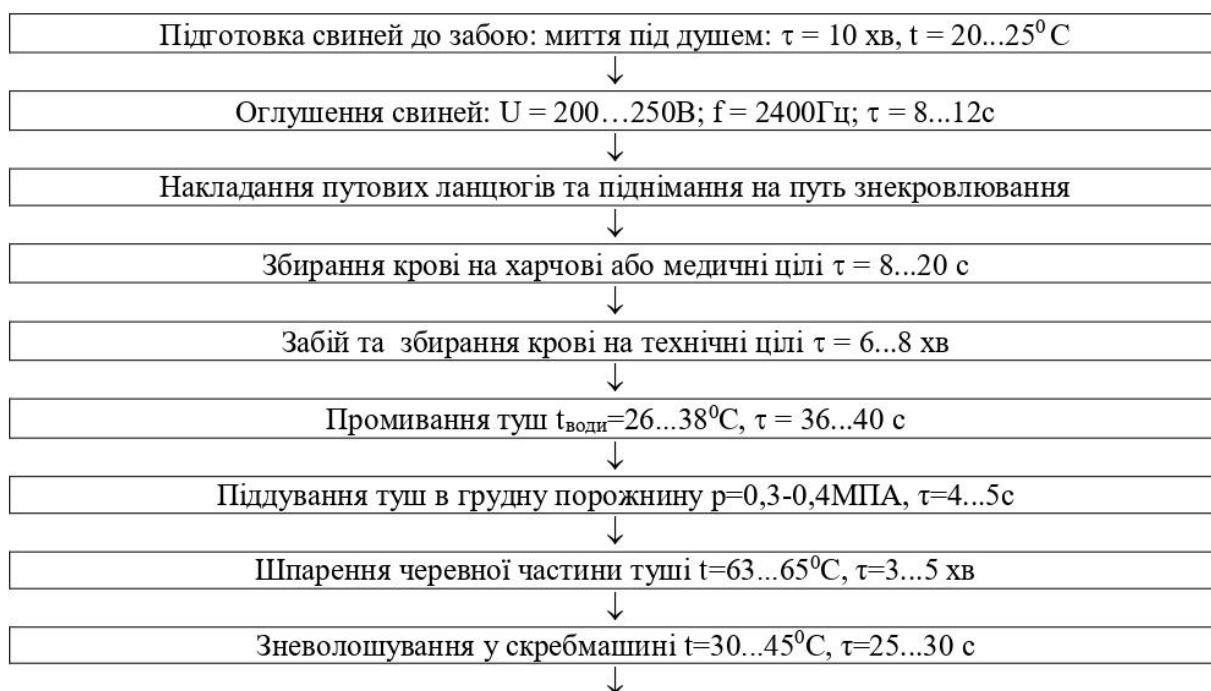 Підготовка свиней до забою: миття під душем: τ = 10 хв, t = 20...25⁰ С
↓
Оглушення свиней: U = 200…250В; f = 2400Гц; τ = 8...12с
↓
Накладання путових ланцюгів та піднімання на путь знекровлювання
↓
Збирання крові на харчові або медичні цілі τ = 8...20 с
↓
Забій та збирання крові на технічні цілі τ = 6...8 хв
↓
Промивання туш tводи=26...38⁰С, τ = 36...40 с
↓
Піддування туш в грудну порожнину р=0,3-0,4МПА, τ=4...5с
↓
Шпарення черевної частини туші t=63...65⁰С, τ=3...5 хв
↓
Зневолошування у скребмашині t=30...45⁰С, τ=25...30 с
↓